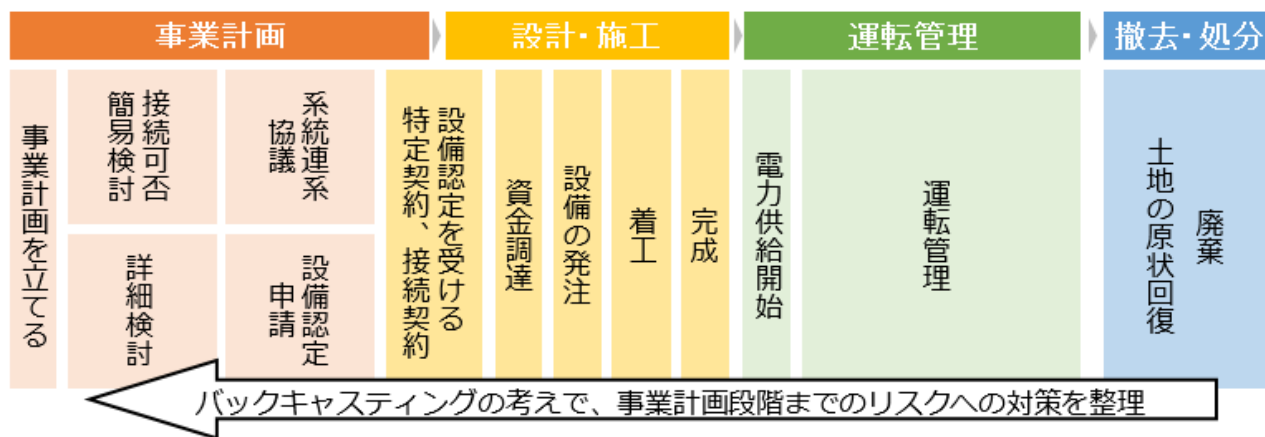 事業計画
設計・施工
運転管理
撤去・処分
事業計画を立てる
接続可否
簡易検討
詳細検討
系統連系
協議
設備認定
申請
設備認定を受ける
特定契約、接続契約
資金調達
設備の発注
着工
完成
電力供給開始
運転管理
廃棄
土地の原状回復
バックキャスティングの考えで、事業計画段階までのリスクへの対策を整理